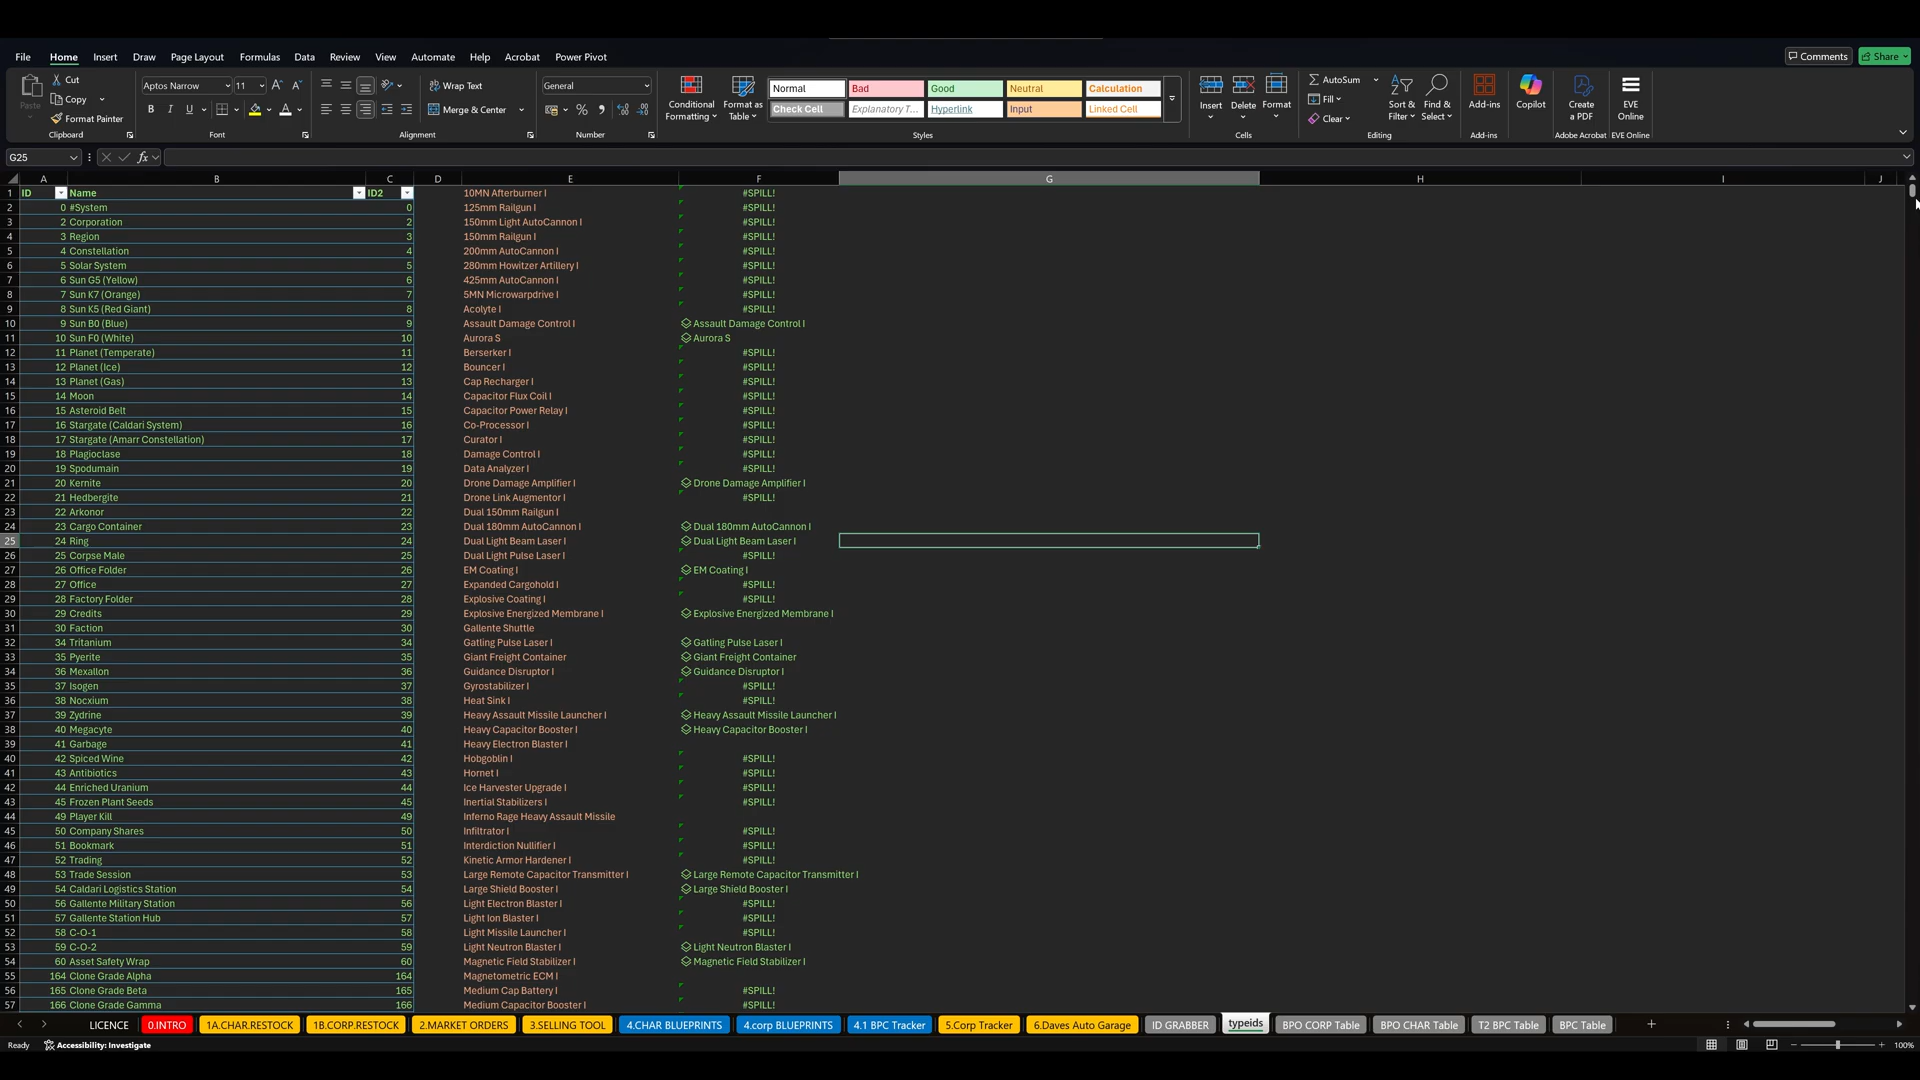 File Home Insert Draw Page Layout Formulas Data Review View Automate Help Acrobat Power Pivot Comments Share
Paste Cut Copy Format Painter Clipboard
Aptos Narrow 11 A A B I U A Font
Wrap Text Merge & Center Alignment
General % Number
Conditional Formatting Format as Table
Normal Bad Good Neutral Calculation
Check Cell Explanatory T... Hyperlink Input Linked Cell
Styles
Insert Delete Format Cells
AutoSum Fill Clear Sort & Filter Find & Select Editing
Add-ins Add-ins Copilot Create a PDF Adobe Acrobat EVE Online EVE Online
G25 fx
A B C D E F G H I J
1 ID Name ID2 10MN Afterburner I #SPILL!
2 0 #System 0 125mm Railgun I #SPILL!
3 2 Corporation 2 150mm Light AutoCannon I #SPILL!
4 3 Region 3 150mm Railgun I #SPILL!
5 4 Constellation 4 200mm AutoCannon I #SPILL!
6 5 Solar System 5 280mm Howitzer Artillery I #SPILL!
7 6 Sun G5 (Yellow) 6 425mm AutoCannon I #SPILL!
8 7 Sun K7 (Orange) 7 5MN Microwarpdrive I #SPILL!
9 8 Sun K5 (Red Giant) 8 Acolyte I #SPILL!
10 9 Sun B0 (Blue) 9 Assault Damage Control I Assault Damage Control I
11 10 Sun F0 (White) 10 Aurora S Aurora S
12 11 Planet (Temperate) 11 Berserker I #SPILL!
13 12 Planet (Ice) 12 Bouncer I #SPILL!
14 13 Planet (Gas) 13 Cap Recharger I #SPILL!
15 14 Moon 14 Capacitor Flux Coil I #SPILL!
16 15 Asteroid Belt 15 Capacitor Power Relay I #SPILL!
17 16 Stargate (Caldari System) 16 Co-Processor I #SPILL!
18 17 Stargate (Amarr Constellation) 17 Curator I #SPILL!
19 18 Plagioclase 18 Damage Control I #SPILL!
20 19 Spodumain 19 Data Analyzer I #SPILL!
21 20 Kernite 20 Drone Damage Amplifier I Drone Damage Amplifier I
22 21 Hedbergite 21 Drone Link Augmentor I #SPILL!
23 22 Arkonor 22 Dual 150mm Railgun I
24 23 Cargo Container 23 Dual 180mm AutoCannon I Dual 180mm AutoCannon I
25 24 Ring 24 Dual Light Beam Laser I Dual Light Beam Laser I
26 25 Corpse Male 25 Dual Light Pulse Laser I #SPILL!
27 26 Office Folder 26 EM Coating I EM Coating I
28 27 Office 27 Expanded Cargohold I #SPILL!
29 28 Factory Folder 28 Explosive Coating I #SPILL!
30 29 Credits 29 Explosive Energized Membrane I Explosive Energized Membrane I
31 30 Faction 30 Gallente Shuttle
32 34 Tritanium 34 Gatling Pulse Laser I Gatling Pulse Laser I
33 35 Pyerite 35 Giant Freight Container Giant Freight Container
34 36 Mexallon 36 Guidance Disruptor I Guidance Disruptor I
35 37 Isogen 37 Gyrostabilizer I #SPILL!
36 38 Nocxium 38 Heat Sink I #SPILL!
37 39 Zydrine 39 Heavy Assault Missile Launcher I Heavy Assault Missile Launcher I
38 40 Megacyte 40 Heavy Capacitor Booster I Heavy Capacitor Booster I
39 41 Garbage 41 Heavy Electron Blaster I
40 42 Spiced Wine 42 Hobgoblin I #SPILL!
41 43 Antibiotics 43 Hornet I #SPILL!
42 44 Enriched Uranium 44 Ice Harvester Upgrade I #SPILL!
43 45 Frozen Plant Seeds 45 Inertial Stabilizers I #SPILL!
44 49 Player Kill 49 Inferno Rage Heavy Assault Missile
45 50 Company Shares 50 Infiltrator I #SPILL!
46 51 Bookmark 51 Interdiction Nullifier I #SPILL!
47 52 Trading 52 Kinetic Armor Hardener I #SPILL!
48 53 Trade Session 53 Large Remote Capacitor Transmitter I Large Remote Capacitor Transmitter I
49 54 Caldari Logistics Station 54 Large Shield Booster I Large Shield Booster I
50 56 Gallente Military Station 56 Light Electron Blaster I #SPILL!
51 57 Gallente Station Hub 57 Light Ion Blaster I #SPILL!
52 58 C-O-1 58 Light Missile Launcher I #SPILL!
53 59 C-O-2 59 Light Neutron Blaster I Light Neutron Blaster I
54 60 Asset Safety Wrap 60 Magnetic Field Stabilizer I Magnetic Field Stabilizer I
55 164 Clone Grade Alpha 164 Magnetometric ECM I
56 165 Clone Grade Beta 165 Medium Cap Battery I #SPILL!
57 166 Clone Grade Gamma 166 Medium Capacitor Booster I #SPILL!
LICENCE 0.INTRO 1A.CHAR.RESTOCK 1B.CORP.RESTOCK 2.MARKET ORDERS 3.SELLING TOOL 4.CHAR BLUEPRINTS 4.corp BLUEPRINTS 4.1 BPC Tracker 5.Corp Tracker 6.Daves Auto Garage ID GRABBER typeids BPO CORP Table BPO CHAR Table T2 BPC Table BPC Table
Ready Accessibility: Investigate 100%